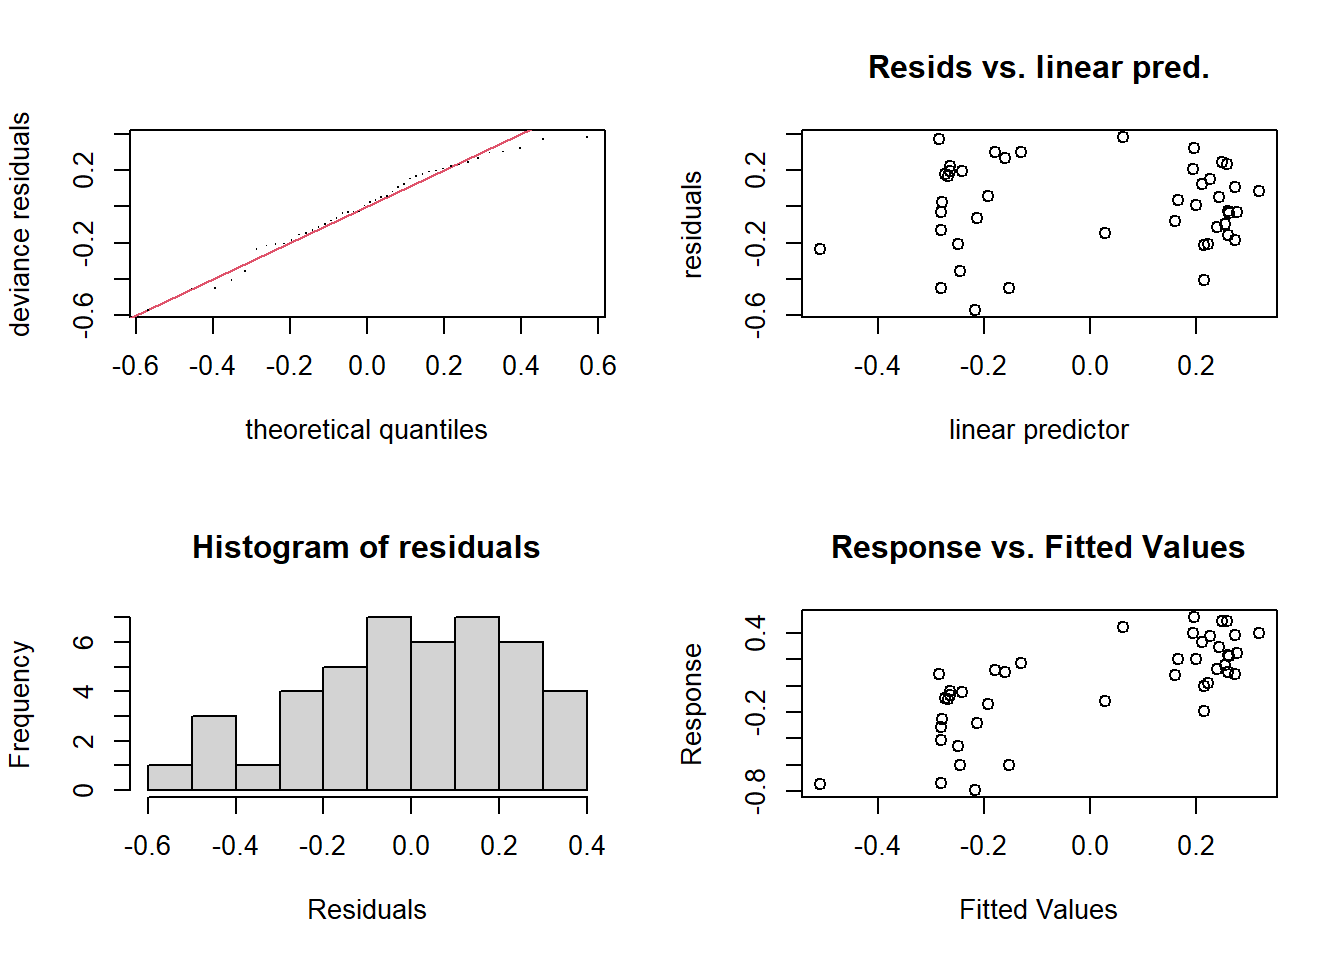 deviance residuals
0.2
-0.2
-0.6
-0.6 -0.4 -0.2 0.0 0.2 0.4 0.6
theoretical quantiles
Resids vs. linear pred.
residuals
0.2
-0.2
-0.6
-0.4 -0.2 0.0 0.2
linear predictor
Histogram of residuals
Frequency
6
4
2
0
-0.6 -0.4 -0.2 0.0 0.2 0.4
Residuals
Response vs. Fitted Values
Response
0.4
-0.2
-0.8
-0.4 -0.2 0.0 0.2
Fitted Values